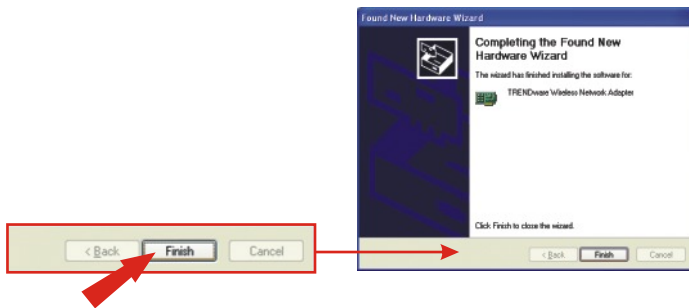 Found New Hardware Wizard
Completing the Found New
Hardware Wizard
The wizard has finished installing the software for:
TRENDware Wireless Network Adapter
Click Finish to close the wizard.
< Back Finish Cancel
< Back Finish Cancel